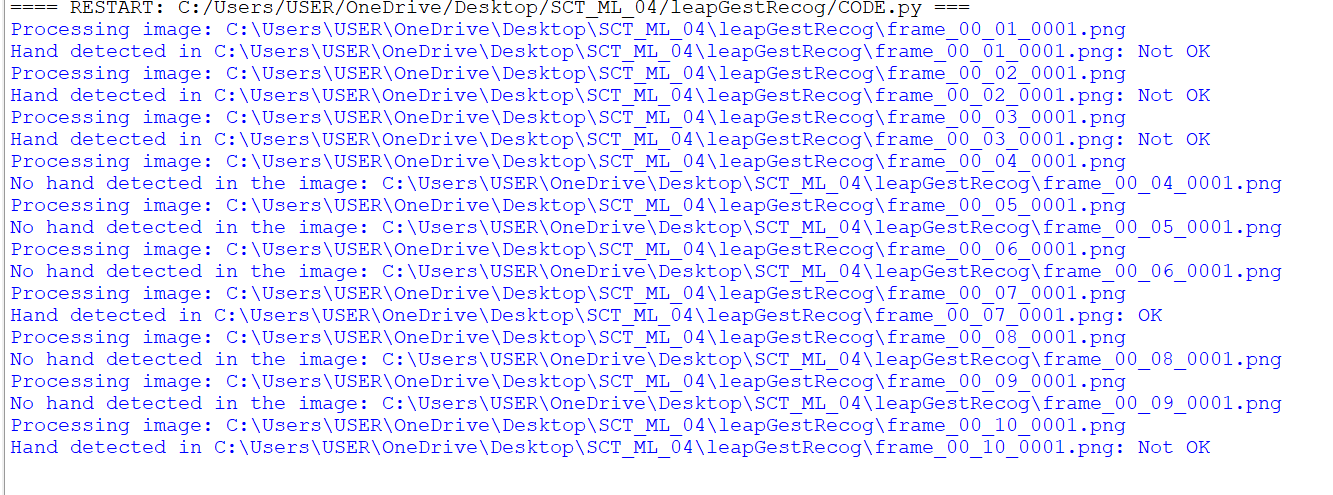 ==== RESTART: C:/Users/USER/OneDrive/Desktop/SCT_ML_04/leapGestRecog/CODE.py ===
Processing image: C:\Users\USER\OneDrive\Desktop\SCT_ML_04\leapGestRecog\frame_00_01_0001.png
Hand detected in C:\Users\USER\OneDrive\Desktop\SCT_ML_04\leapGestRecog\frame_00_01_0001.png: Not OK
Processing image: C:\Users\USER\OneDrive\Desktop\SCT_ML_04\leapGestRecog\frame_00_02_0001.png
Hand detected in C:\Users\USER\OneDrive\Desktop\SCT_ML_04\leapGestRecog\frame_00_02_0001.png: Not OK
Processing image: C:\Users\USER\OneDrive\Desktop\SCT_ML_04\leapGestRecog\frame_00_03_0001.png
Hand detected in C:\Users\USER\OneDrive\Desktop\SCT_ML_04\leapGestRecog\frame_00_03_0001.png: Not OK
Processing image: C:\Users\USER\OneDrive\Desktop\SCT_ML_04\leapGestRecog\frame_00_04_0001.png
No hand detected in the image: C:\Users\USER\OneDrive\Desktop\SCT_ML_04\leapGestRecog\frame_00_04_0001.png
Processing image: C:\Users\USER\OneDrive\Desktop\SCT_ML_04\leapGestRecog\frame_00_05_0001.png
No hand detected in the image: C:\Users\USER\OneDrive\Desktop\SCT_ML_04\leapGestRecog\frame_00_05_0001.png
Processing image: C:\Users\USER\OneDrive\Desktop\SCT_ML_04\leapGestRecog\frame_00_06_0001.png
No hand detected in the image: C:\Users\USER\OneDrive\Desktop\SCT_ML_04\leapGestRecog\frame_00_06_0001.png
Processing image: C:\Users\USER\OneDrive\Desktop\SCT_ML_04\leapGestRecog\frame_00_07_0001.png
Hand detected in C:\Users\USER\OneDrive\Desktop\SCT_ML_04\leapGestRecog\frame_00_07_0001.png: OK
Processing image: C:\Users\USER\OneDrive\Desktop\SCT_ML_04\leapGestRecog\frame_00_08_0001.png
No hand detected in the image: C:\Users\USER\OneDrive\Desktop\SCT_ML_04\leapGestRecog\frame_00_08_0001.png
Processing image: C:\Users\USER\OneDrive\Desktop\SCT_ML_04\leapGestRecog\frame_00_09_0001.png
No hand detected in the image: C:\Users\USER\OneDrive\Desktop\SCT_ML_04\leapGestRecog\frame_00_09_0001.png
Processing image: C:\Users\USER\OneDrive\Desktop\SCT_ML_04\leapGestRecog\frame_00_10_0001.png
Hand detected in C:\Users\USER\OneDrive\Desktop\SCT_ML_04\leapGestRecog\frame_00_10_0001.png: Not OK